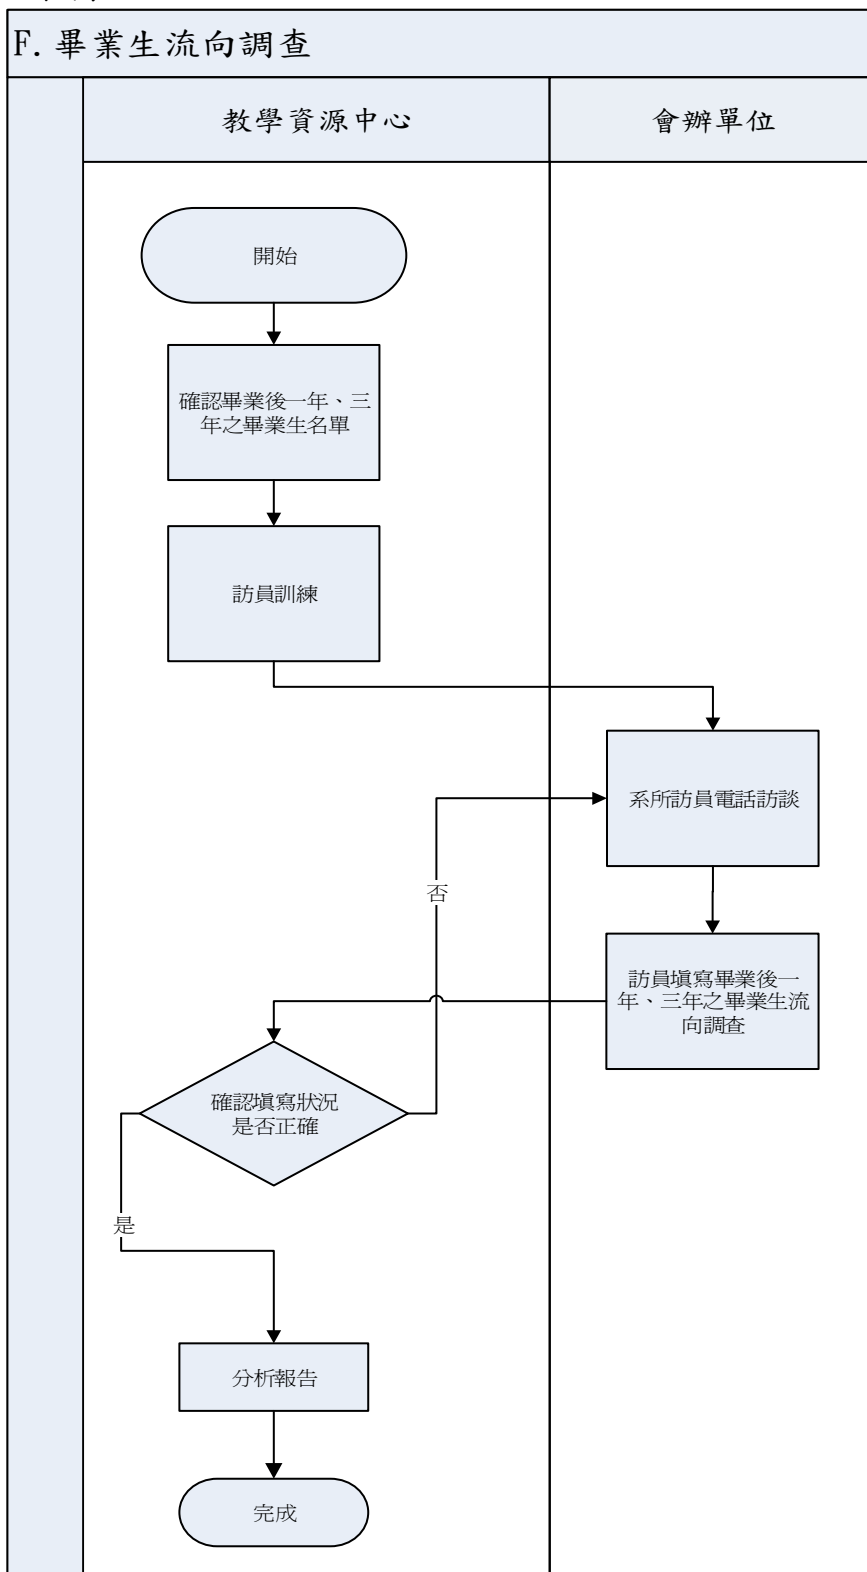 F. 畢業生流向調查
教學資源中心
會辦單位
開始
確認畢業後一年、三
年之畢業生名單
訪員訓練
系所訪員電話訪談
否
訪員填寫畢業後一
年、三年之畢業生流
向調查
確認填寫狀況
是否正確
是
分析報告
完成